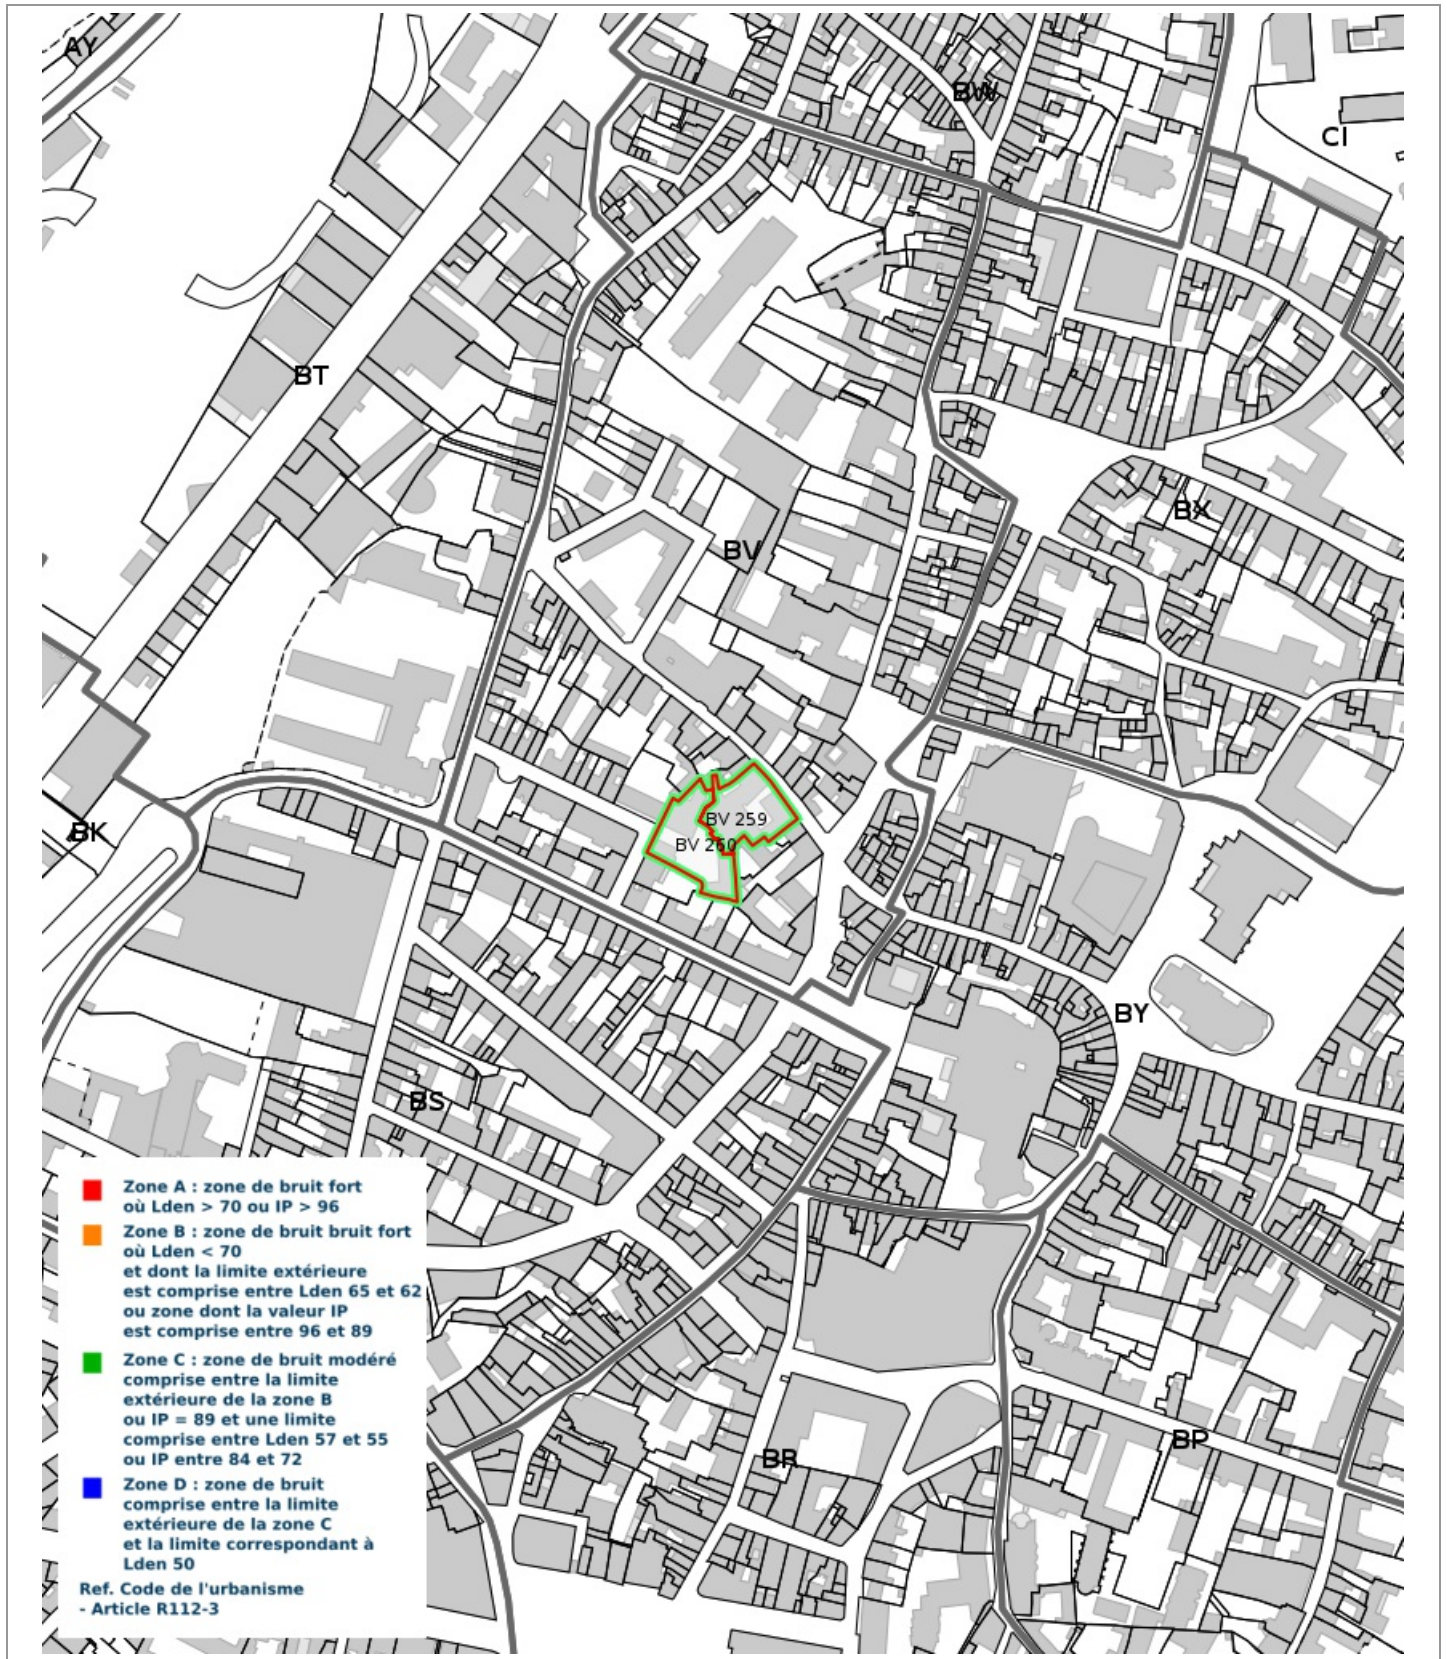 AY
BW
CI
BT
BX
BV
BV 259
BK
BV 260
BY
BS
Zone A : zone de bruit fort
où Lden > 70 ou IP > 96
Zone B : zone de bruit bruit fort
où Lden < 70
et dont la limite extérieure
est comprise entre Lden 65 et 62
ou zone dont la valeur IP
est comprise entre 96 et 89
Zone C : zone de bruit modéré
comprise entre la limite
extérieure de la zone B
ou IP = 89 et une limite
comprise entre Lden 57 et 55
ou IP entre 84 et 72
Zone D : zone de bruit
comprise entre la limite
extérieure de la zone C
et la limite correspondant à
Lden 50
Ref. Code de l'urbanisme
- Article R112-3
BP
BR